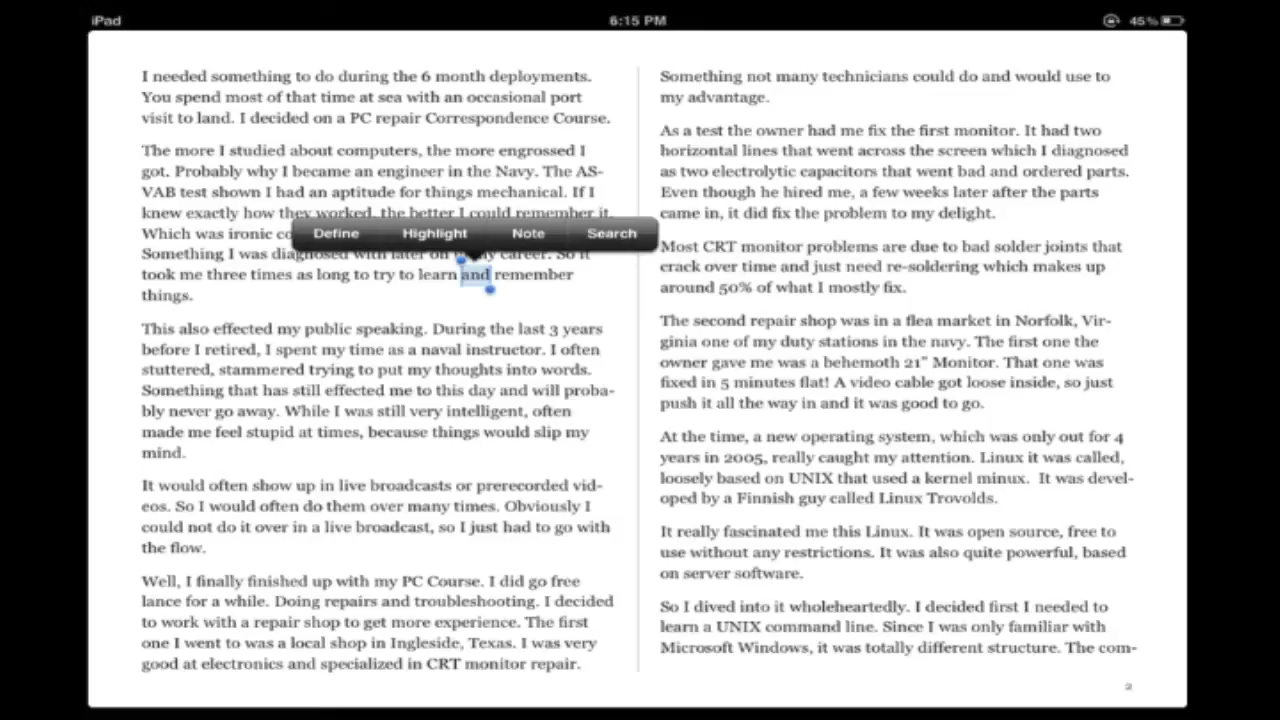 iPad
6:15 PM
45%
I needed something to do during the 6 month deployments.
You spend most of that time at sea with an occasional port
visit to land. I decided on a PC repair Correspondence Course.
The more I studied about computers, the more engrossed I
got. Probably why I became an engineer in the Navy. The AS-
VAB test shown I had an aptitude for things mechanical. If I
knew exactly how they worked, the better I could remember it.
Which was ironic
Define
Highlight
Note
Search
Something I was diagnosed with later on my career. So it
took me three times as long to try to learn and remember
things.
This also effected my public speaking. During the last 3 years
before I retired, I spent my time as a naval instructor. I often
stuttered, stammered trying to put my thoughts into words.
Something that has still effected me to this day and will proba-
bly never go away. While I was still very intelligent, often
made me feel stupid at times, because things would slip my
mind.
It would often show up in live broadcasts or prerecorded vid-
eos. So I would often do them over many times. Obviously I
could not do it over in a live broadcast, so I just had to go with
the flow.
Well, I finally finished up with my PC Course. I did go free
lance for a while. Doing repairs and troubleshooting. I decided
to work with a repair shop to get more experience. The first
one I went to was a local shop in Ingleside, Texas. I was very
good at electronics and specialized in CRT monitor repair.
Something not many technicians could do and would use to
my advantage.
As a test the owner had me fix the first monitor. It had two
horizontal lines that went across the screen which I diagnosed
as two electrolytic capacitors that went bad and ordered parts.
Even though he hired me, a few weeks later after the parts
came in, it did fix the problem to my delight.
Most CRT monitor problems are due to bad solder joints that
crack over time and just need re-soldering which makes up
around 50% of what I mostly fix.
The second repair shop was in a flea market in Norfolk, Vir-
ginia one of my duty stations in the navy. The first one the
owner gave me was a behemoth 21" Monitor. That one was
fixed in 5 minutes flat! A video cable got loose inside, so just
push it all the way in and it was good to go.
At the time, a new operating system, which was only out for 4
years in 2005, really caught my attention. Linux it was called,
loosely based on UNIX that used a kernel minux. It was devel-
oped by a Finnish guy called Linux Trovolds.
It really fascinated me this Linux. It was open source, free to
use without any restrictions. It was also quite powerful, based
on server software.
So I dived into it wholeheartedly. I decided first I needed to
learn a UNIX command line. Since I was only familiar with
Microsoft Windows, it was totally different structure. The com-
2